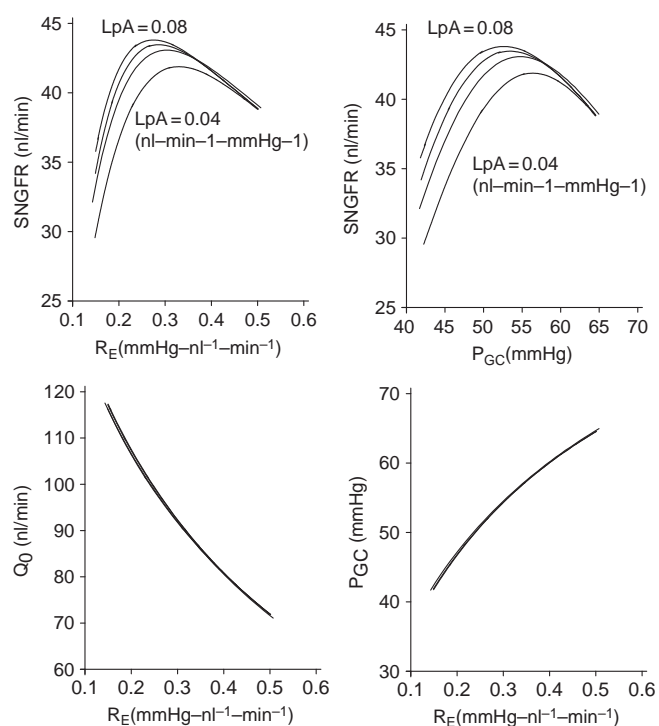 45
40
35
30
25
SNGFR (nl/min)
LpA=0.08
LpA=0.04
(nl–min–1–mmHg–1)
0.1 0.2 0.3 0.4 0.5 0.6
R_E(mmHg–nl⁻¹–min⁻¹)
45
40
35
30
25
SNGFR (nl/min)
LpA=0.08
LpA=0.04
(nl–min–1–mmHg–1)
40 45 50 55 60 65 70
P_GC(mmHg)
120
110
100
90
80
70
60
Q_0 (nl/min)
0.1 0.2 0.3 0.4 0.5 0.6
R_E(mmHg–nl⁻¹–min⁻¹)
70
60
50
40
30
P_GC (mmHg)
0.1 0.2 0.3 0.4 0.5 0.6
R_E(mmHg–nl⁻¹–min⁻¹)